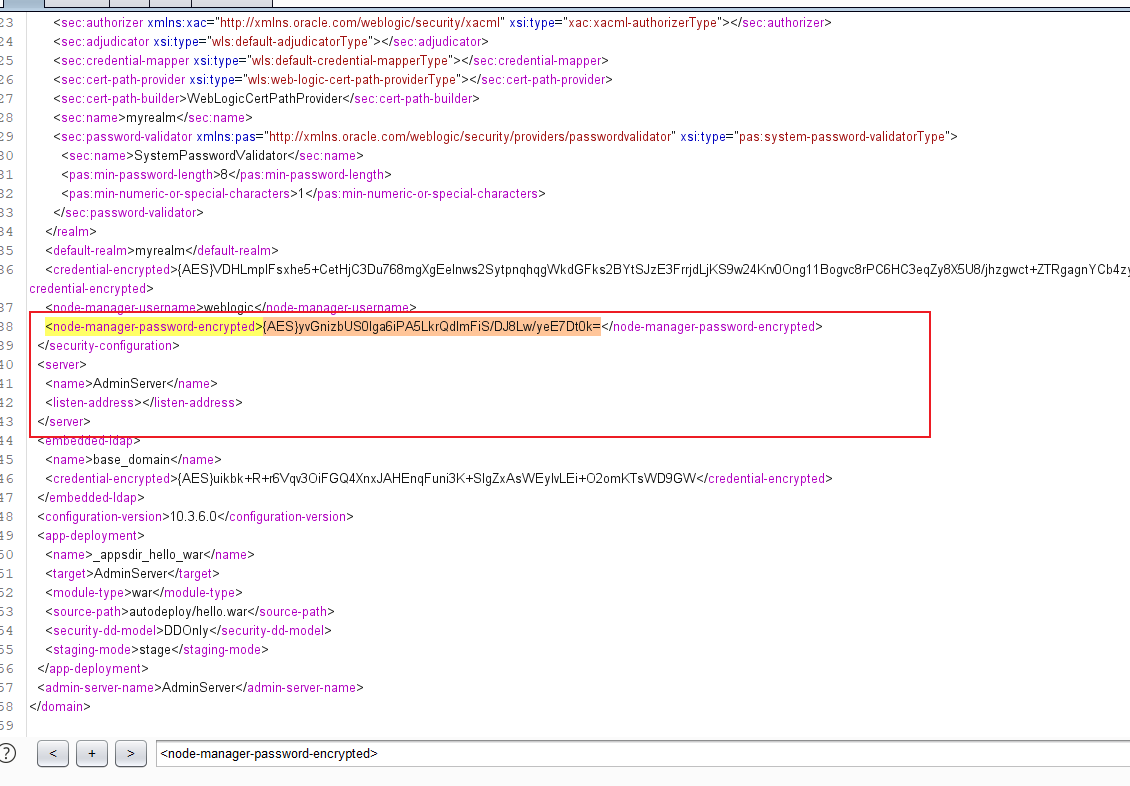 23 <sec:authorizer xmlns:xac="http://xmlns.oracle.com/weblogic/security/xacml" xsi:type="xac:xacml-authorizerType"></sec:authorizer>
24 <sec:adjudicator xsi:type="wls:default-adjudicatorType"></sec:adjudicator>
25 <sec:credential-mapper xsi:type="wls:default-credential-mapperType"></sec:credential-mapper>
26 <sec:cert-path-provider xsi:type="wls:web-logic-cert-path-providerType"></sec:cert-path-provider>
27 <sec:cert-path-builder>WebLogicCertPathProvider</sec:cert-path-builder>
28 <sec:name>myrealm</sec:name>
29 <sec:password-validator xmlns:pas="http://xmlns.oracle.com/weblogic/security/providers/passwordvalidator" xsi:type="pas:system-password-validatorType">
30 <sec:name>SystemPasswordValidator</sec:name>
31 <pas:min-password-length>8</pas:min-password-length>
32 <pas:min-numeric-or-special-characters>1</pas:min-numeric-or-special-characters>
33 </sec:password-validator>
34 </realm>
35 <default-realm>myrealm</default-realm>
36 <credential-encrypted>{AES}VDHLmpIFsxhe5+CetHjC3Du768mgXgEeInws2SytpnqhqgWkdGFks2BYtSJzE3FrrjdLjKS9w24Krv0Ong11Bogvc8rPC6HC3eqZy8X5U8/jhzgwct+ZTRgagnYCb4zy
credential-encrypted>
37 <node-manager-username>weblogic</node-manager-username>
38 <node-manager-password-encrypted>{AES}yvGnizbUS0lga6iPA5LkrQdImFiS/DJ8Lw/yeE7Dt0k=</node-manager-password-encrypted>
39 </security-configuration>
40 <server>
41 <name>AdminServer</name>
42 <listen-address></listen-address>
43 </server>
44 <embedded-ldap>
45 <name>base_domain</name>
46 <credential-encrypted>{AES}uikbk+R+r6Vqv3OiFGQ4XnxJAHEnqFuni3K+SIgZxAsWEyIvLEi+O2omKTsWD9GW</credential-encrypted>
47 </embedded-ldap>
48 <configuration-version>10.3.6.0</configuration-version>
49 <app-deployment>
50 <name>_appsdir_hello_war</name>
51 <target>AdminServer</target>
52 <module-type>war</module-type>
53 <source-path>autodeploy/hello.war</source-path>
54 <security-dd-model>DDOnly</security-dd-model>
55 <staging-mode>stage</staging-mode>
56 </app-deployment>
57 <admin-server-name>AdminServer</admin-server-name>
58 </domain>
59
? < + > <node-manager-password-encrypted>